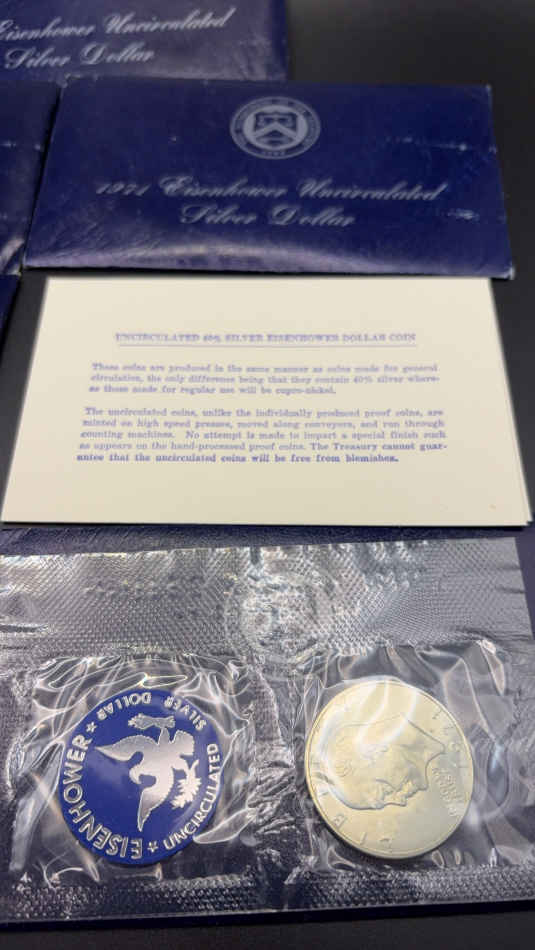 Eisenhower Uncirculated
Silver Dollar
1971 Eisenhower Uncirculated
Silver Dollar
UNCIRCULATED 40% SILVER EISENHOWER DOLLAR COIN
These coins are produced in the same manner as coins made for general
circulation, the only difference being that they contain 40% silver where-
as those made for regular use will be cupro-nickel.
The uncirculated coins, unlike the individually produced proof coins, are
minted on high speed presses, moved along conveyors, and run through
counting machines. No attempt is made to impart a special finish such
as appears on the hand-processed proof coins. The Treasury cannot guar-
antee that the uncirculated coins will be free from blemishes.
EISENHOWER ★ UNCIRCULATED
SILVER DOLLAR ★